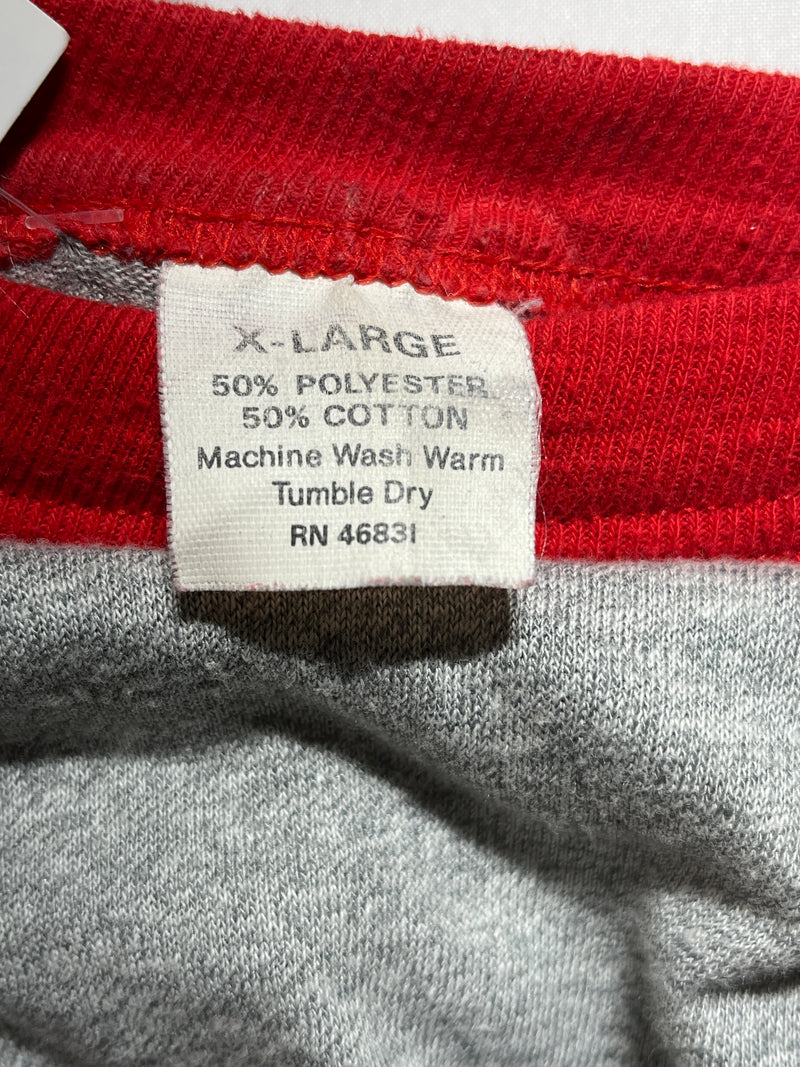 X-LARGE
50% POLYESTER
50% COTTON
Machine Wash Warm
Tumble Dry
RN 46831